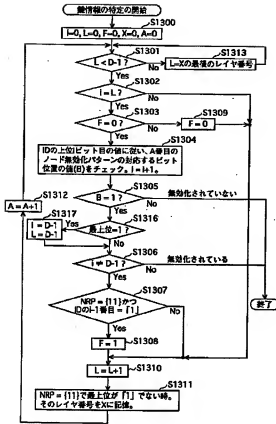 鍵情報の特定の開始
S1300
i=0, L=0, F=0, X=0, A=0
S1301
S1313
L<D-1?
No
L=Xの最後のレイヤ番号
Yes
S1302
i=L?
No
Yes
S1303
S1309
F=0?
No
F=0
Yes
S1304
IDの上位iビット目の値に従い、A番目の
ノード無効化パターンの対応するビット
位置の値(B)をチェック。i=i+1。
S1312
A=A+1
S1305
B=1?
No
無効化されていない
S1317
Yes
S1316
i=D-1
L=D-1
Yes
最上位=1?
No
S1306
無効化されている
i≠D-1?
No
Yes
S1307
終了
NRP={11}かつ
IDのi-1番目=「1」
No
Yes
S1308
F=1
S1310
L=L+1
S1311
NRP={11}で最上位が「1」でない時。
そのレイヤ番号をXに記憶。